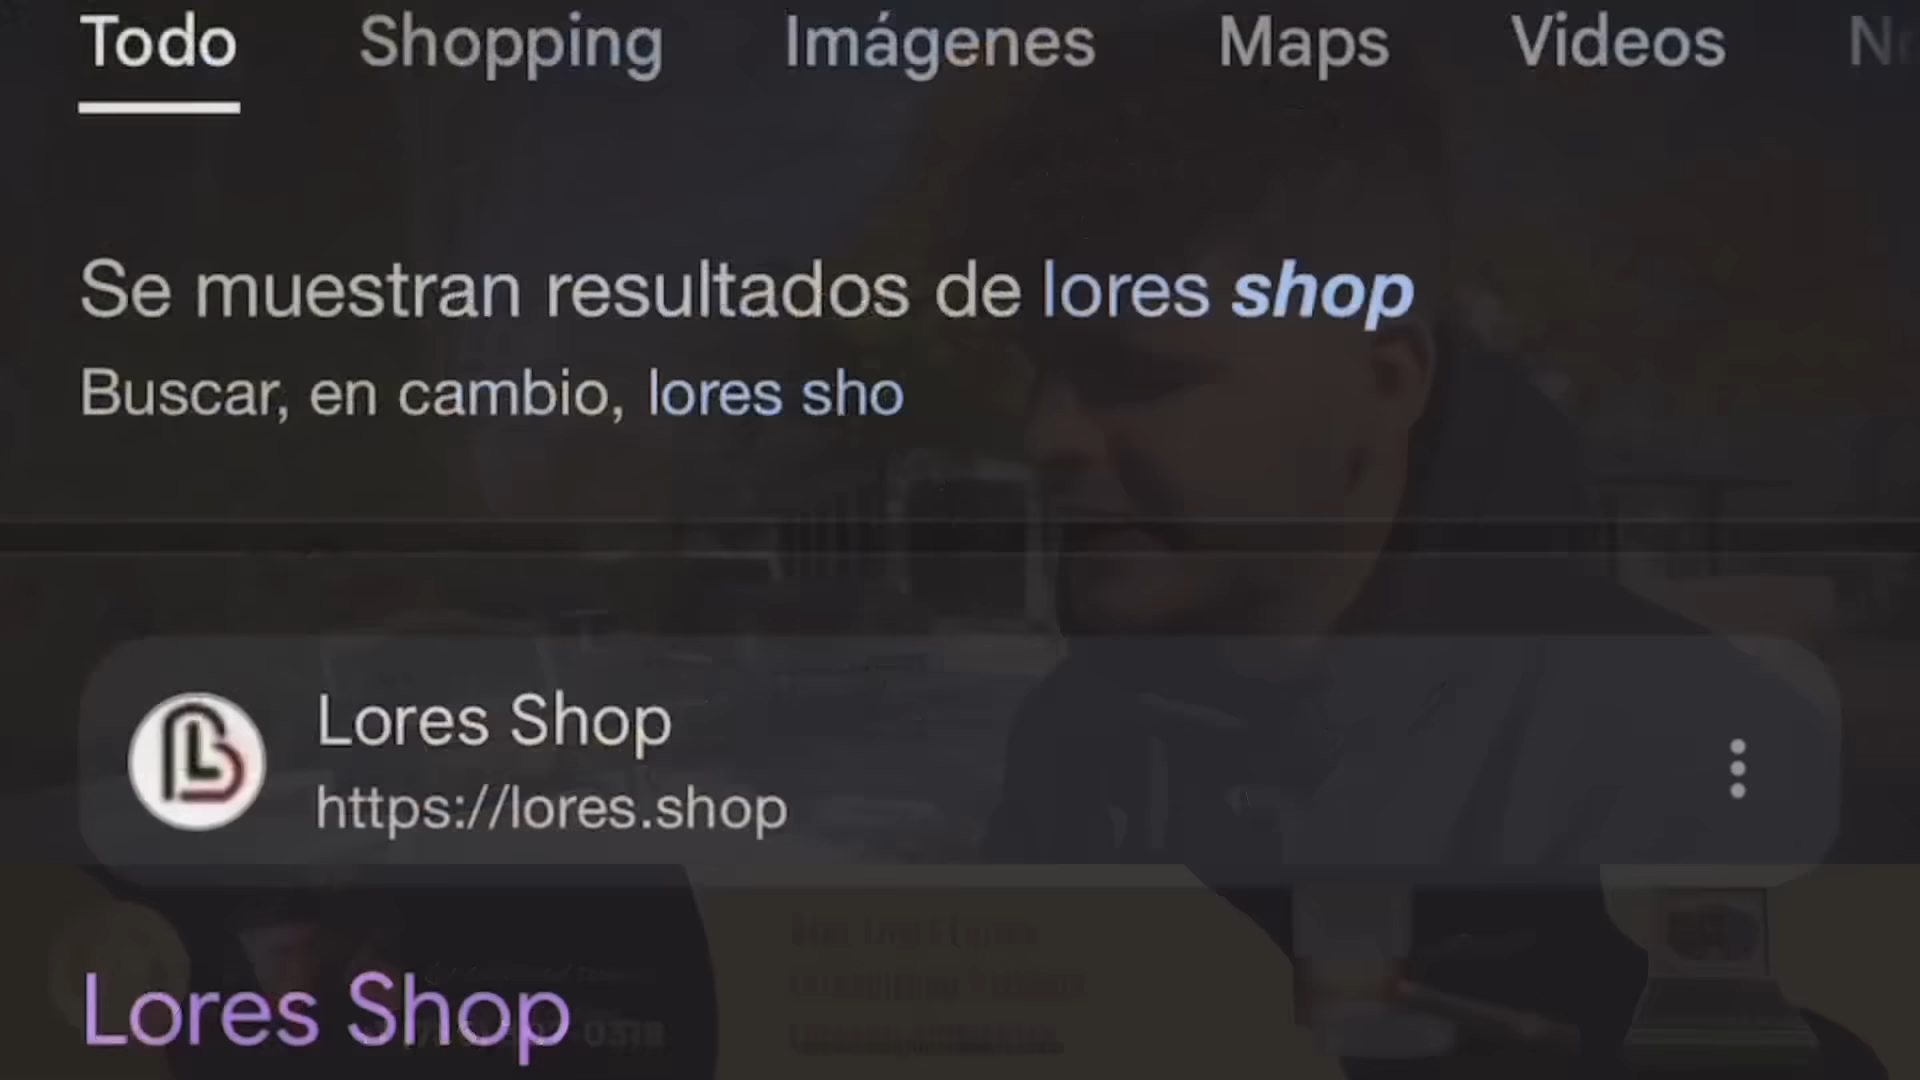 Todo Shopping Imágenes Maps Videos
Se muestran resultados de lores shop
Buscar, en cambio, lores sho
Lores Shop
https://lores.shop
Lores Shop